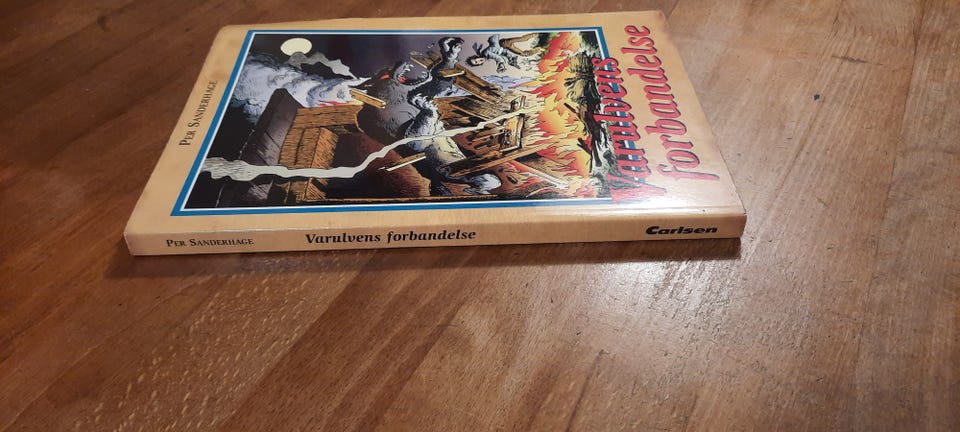 PER SANDERHAGE
Varulvens
forbandelse
PER SANDERHAGE Varulvens forbandelse Carlsen